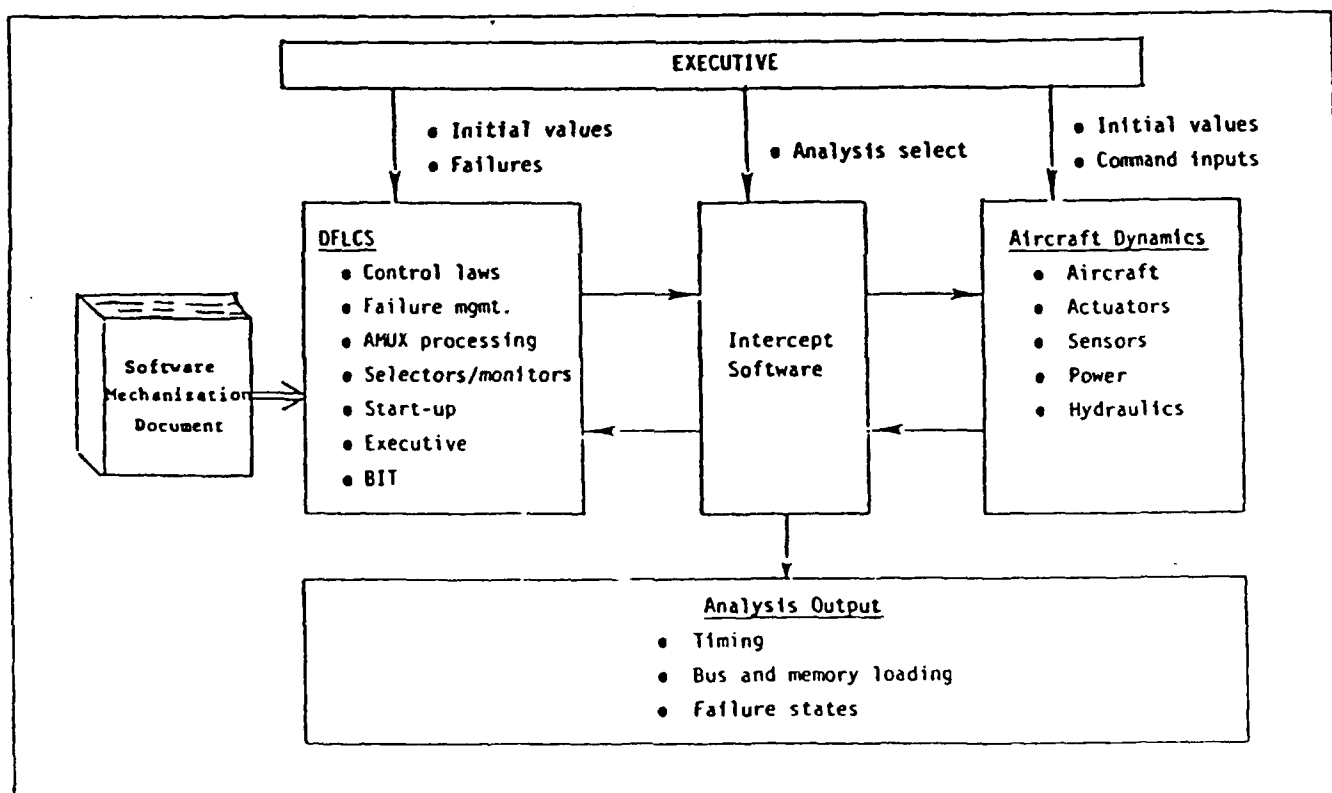 EXECUTIVE
● Initial values
● Failures
● Analysis select
● Initial values
● Command inputs
Software
Mechanization
Document
DFLCS
● Control laws
● Failure mgmt.
● AMUX processing
● Selectors/monitors
● Start-up
● Executive
● BIT
Intercept
Software
Aircraft Dynamics
● Aircraft
● Actuators
● Sensors
● Power
● Hydraulics
Analysis Output
● Timing
● Bus and memory loading
● Failure states